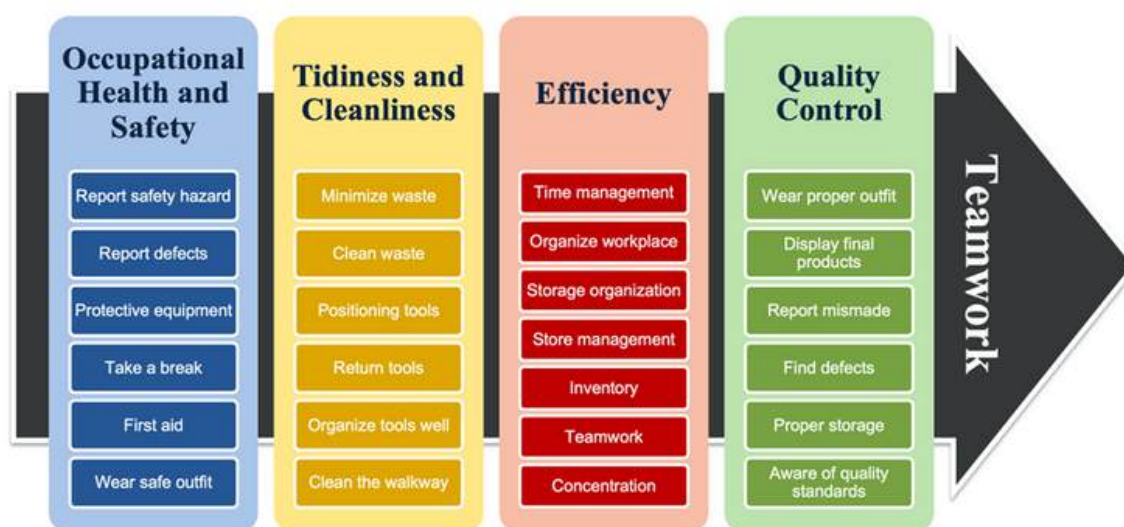 Occupational
Health and
Safety
Report safety hazard
Report defects
Protective equipment
Take a break
First aid
Wear safe outfit
Tidiness and
Cleanliness
Minimize waste
Clean waste
Positioning tools
Return tools
Organize tools well
Clean the walkway
Efficiency
Time management
Organize workplace
Storage organization
Store management
Inventory
Teamwork
Concentration
Quality
Control
Wear proper outfit
Display final
products
Report mismade
Find defects
Proper storage
Aware of quality
standards
Teamwork